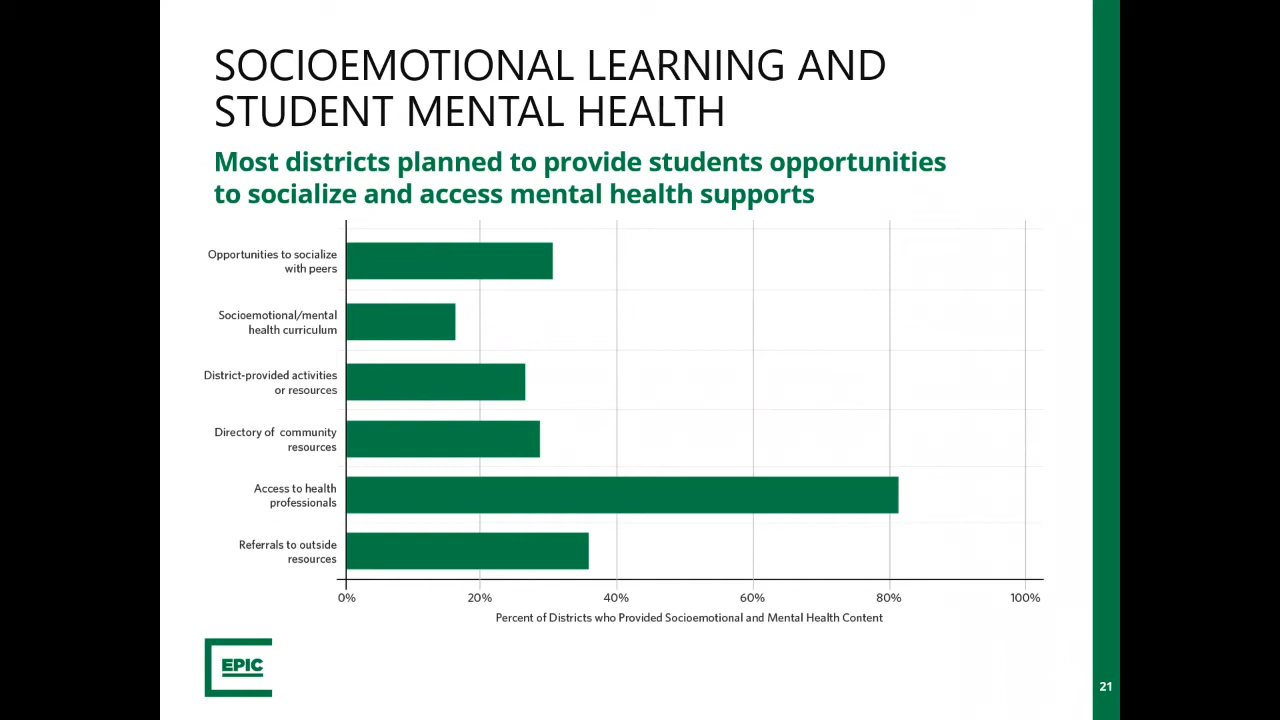 SOCIOEMOTIONAL LEARNING AND
STUDENT MENTAL HEALTH
Most districts planned to provide students opportunities
to socialize and access mental health supports
Opportunities to socialize
with peers
Socioemotional/mental
health curriculum
District-provided activities
or resources
Directory of community
resources
Access to health
professionals
Referrals to outside
resources
0% 20% 40% 60% 80% 100%
Percent of Districts who Provided Socioemotional and Mental Health Content
EPIC
21